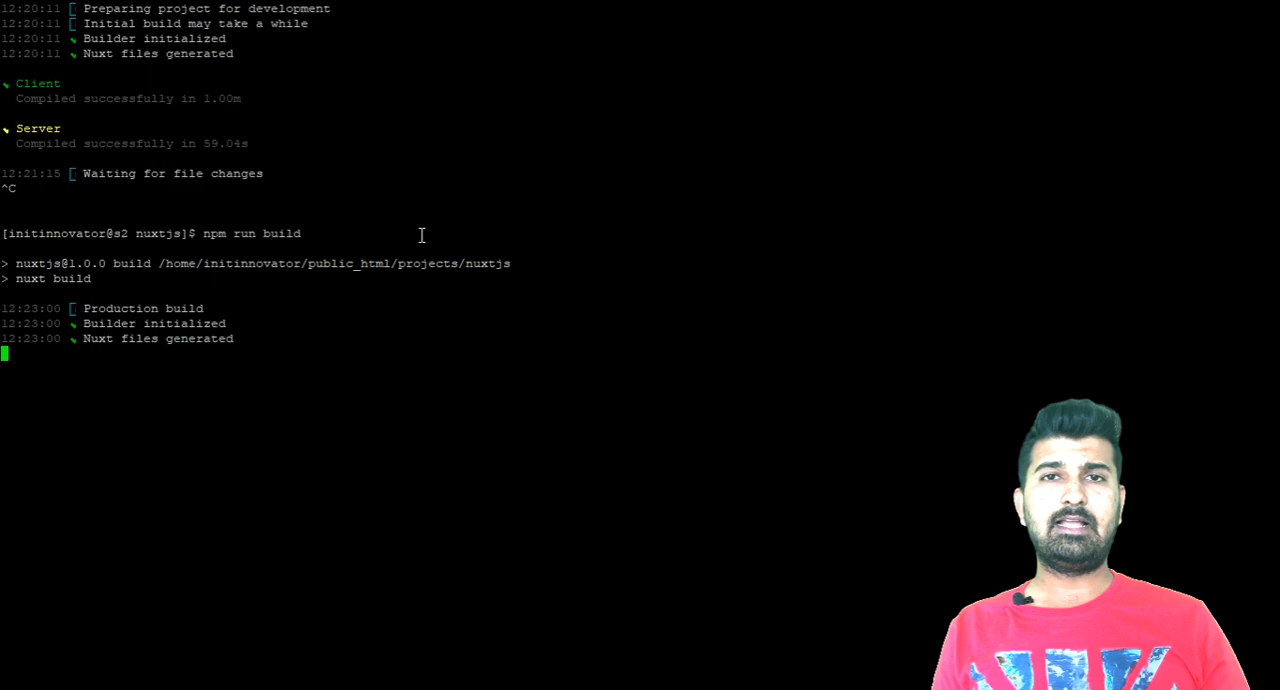 12:20:11 Preparing project for development
12:20:11 Initial build may take a while
12:20:11 Builder initialized
12:20:11 Nuxt files generated
Client
Compiled successfully in 1.00m
Server
Compiled successfully in 59.04s
12:21:15 Waiting for file changes
^C
[initinnovator@s2 nuxtjs]$ npm run build
> nuxtjs@1.0.0 build /home/initinnovator/public_html/projects/nuxtjs
> nuxt build
12:23:00 Production build
12:23:00 Builder initialized
12:23:00 Nuxt files generated